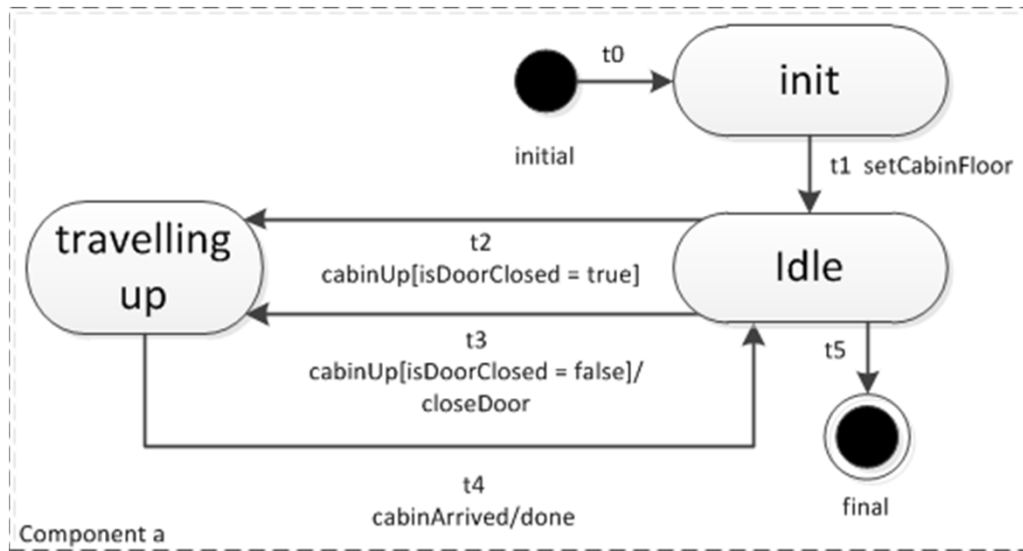 t0
init
initial
t1 setCabinFloor
travelling
up
t2
cabinUp[isDoorClosed = true]
Idle
t3
cabinUp[isDoorClosed = false]/
closeDoor
t5
t4
cabinArrived/done
final
Component a